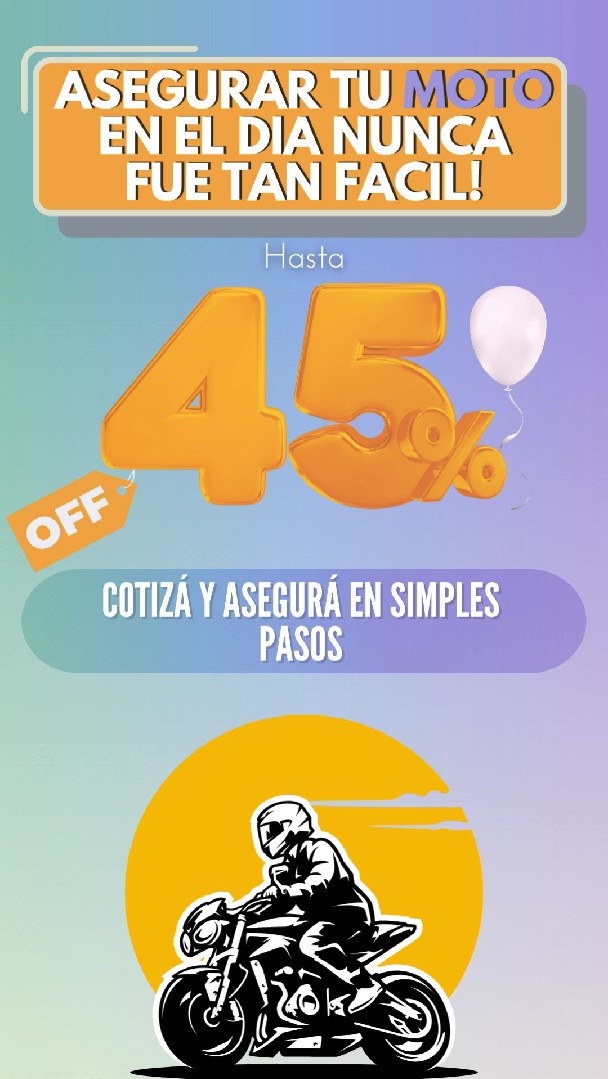 ASEGURAR TU MOTO
EN EL DIA NUNCA
FUE TAN FACIL!
Hasta
45%
OFF
COTIZÁ Y ASEGURÁ EN SIMPLES
PASOS